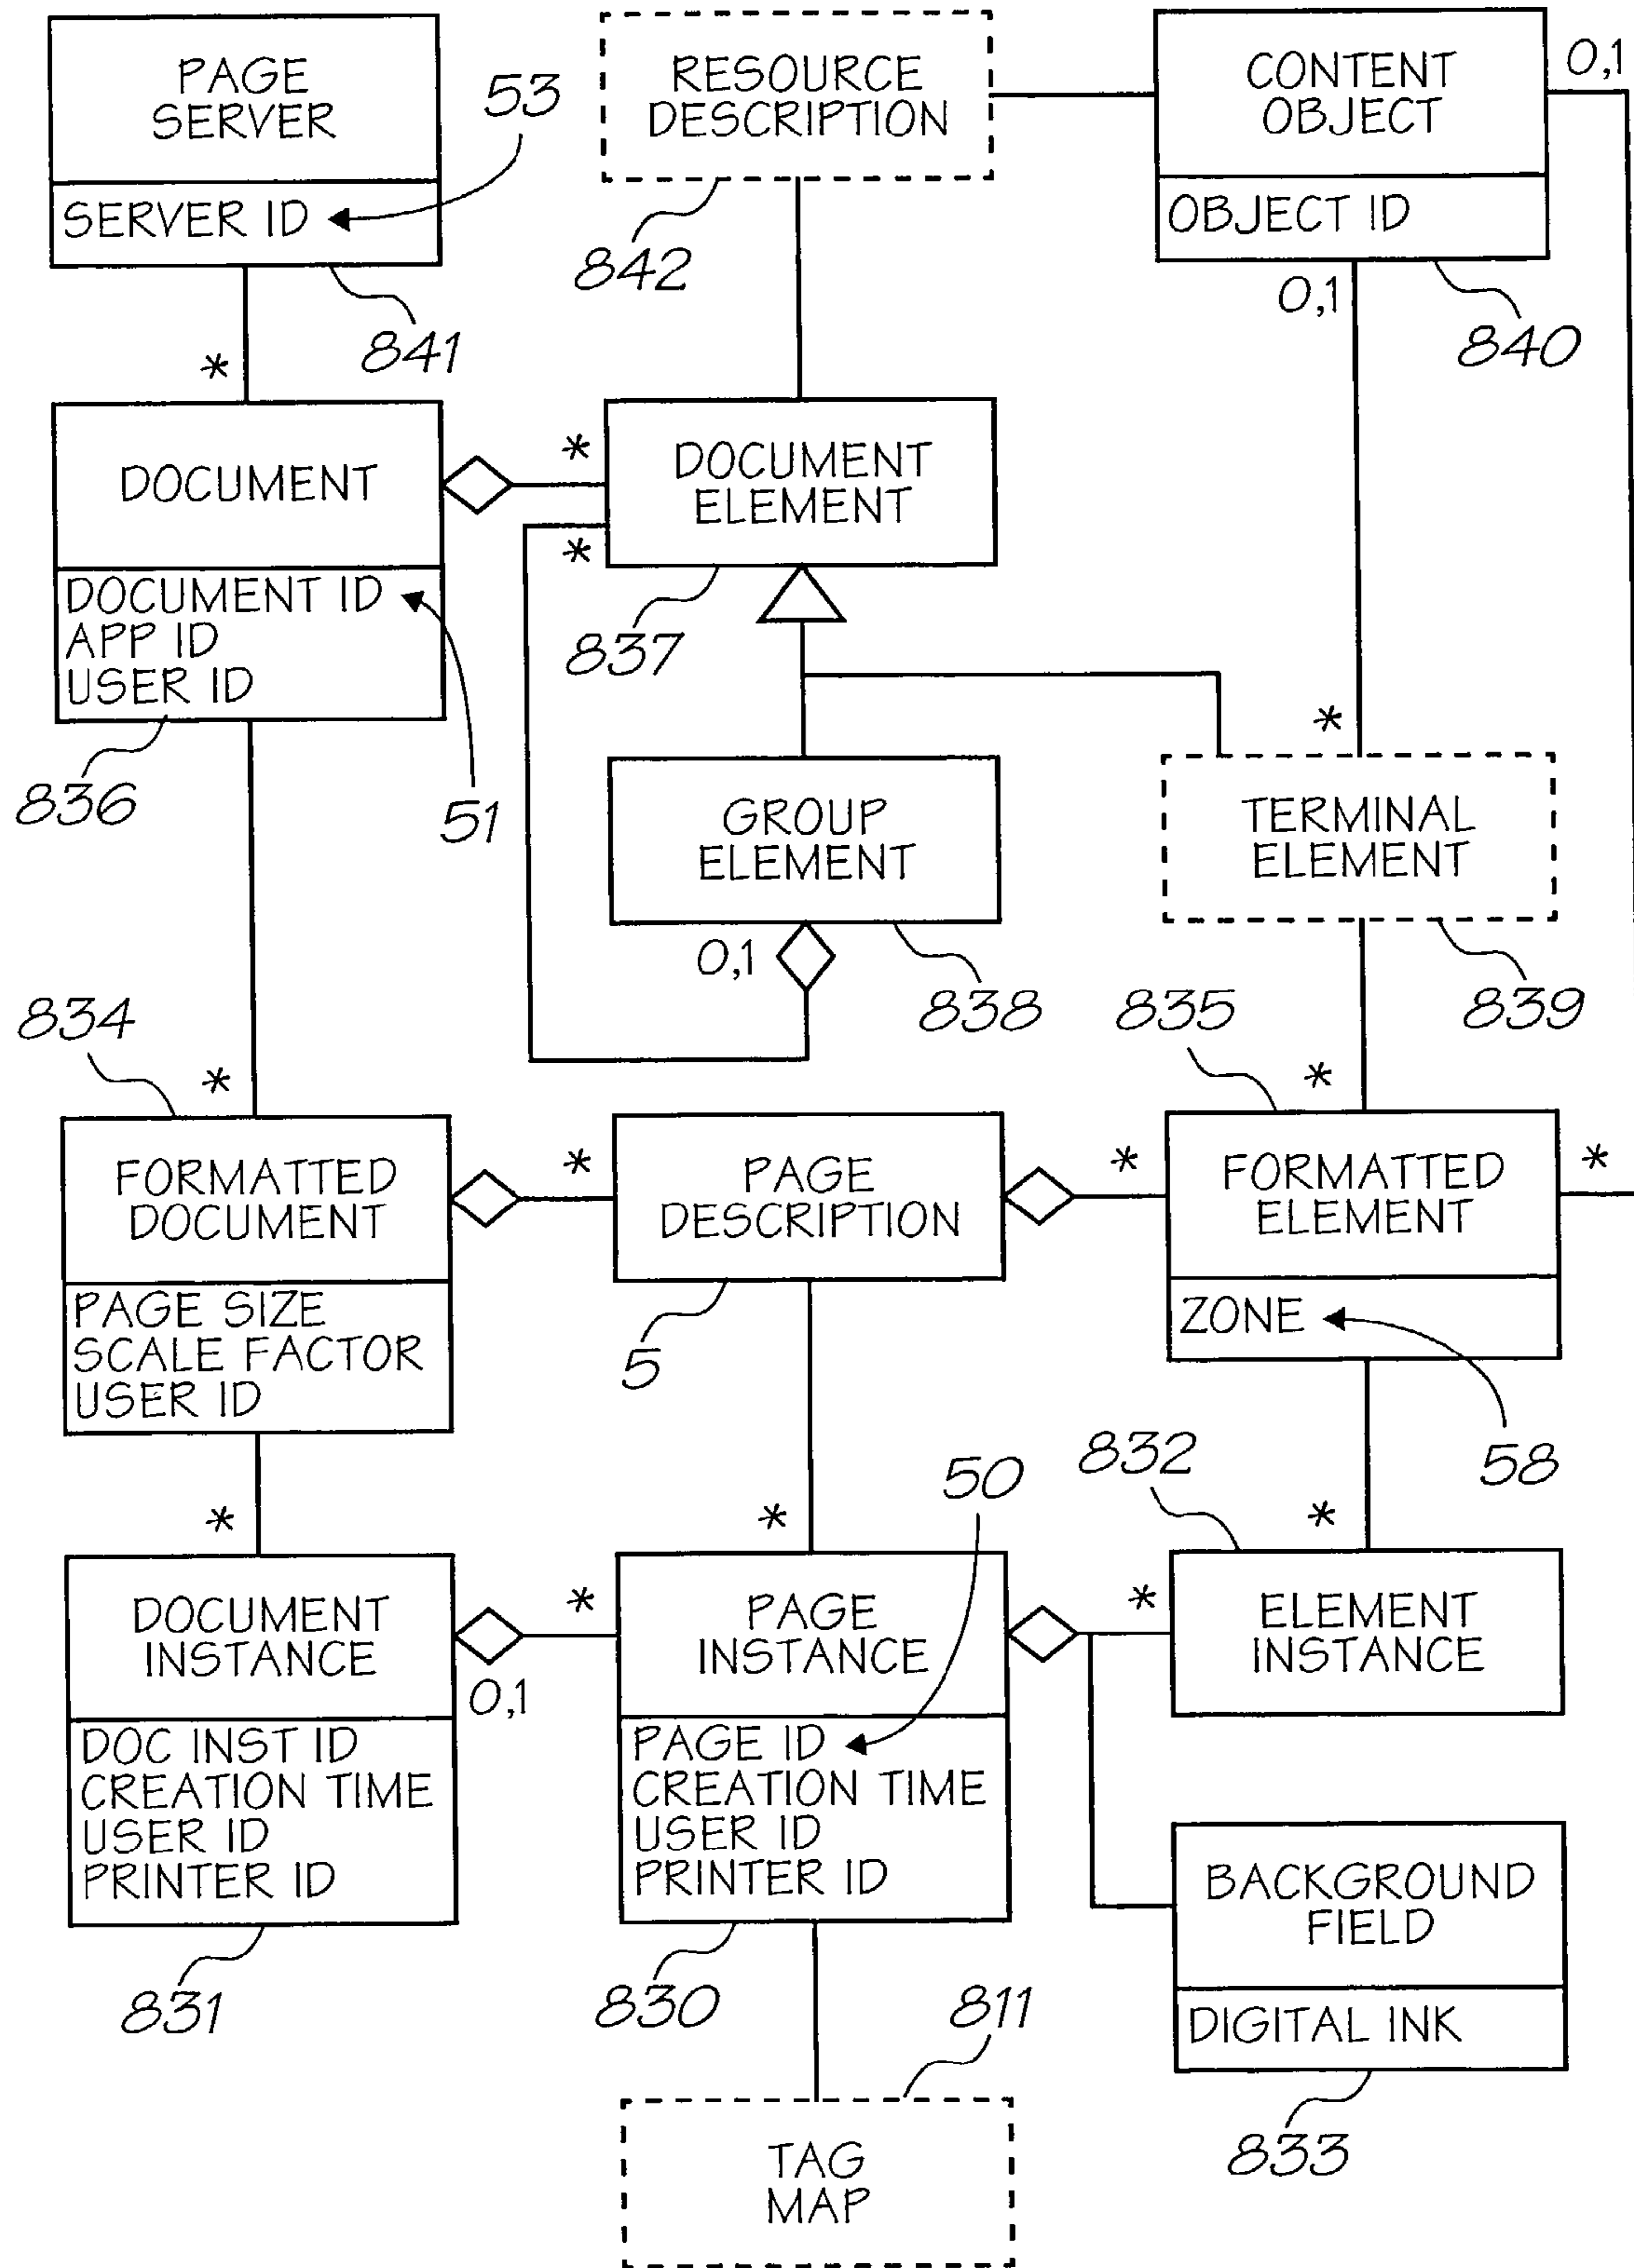 PAGE
SERVER
SERVER ID
53
841
*
RESOURCE
DESCRIPTION
842
CONTENT
OBJECT
OBJECT ID
0,1
0,1
840
DOCUMENT
DOCUMENT ID
APP ID
USER ID
836
51
*
*
DOCUMENT
ELEMENT
837
GROUP
ELEMENT
0,1
838
*
TERMINAL
ELEMENT
839
834
*
FORMATTED
DOCUMENT
PAGE SIZE
SCALE FACTOR
USER ID
*
PAGE
DESCRIPTION
5
835
*
*
FORMATTED
ELEMENT
*
ZONE
58
*
DOCUMENT
INSTANCE
0,1
DOC INST ID
CREATION TIME
USER ID
PRINTER ID
831
*
*
50
PAGE
INSTANCE
PAGE ID
CREATION TIME
USER ID
PRINTER ID
830
832
*
*
ELEMENT
INSTANCE
BACKGROUND
FIELD
DIGITAL INK
833
811
TAG
MAP